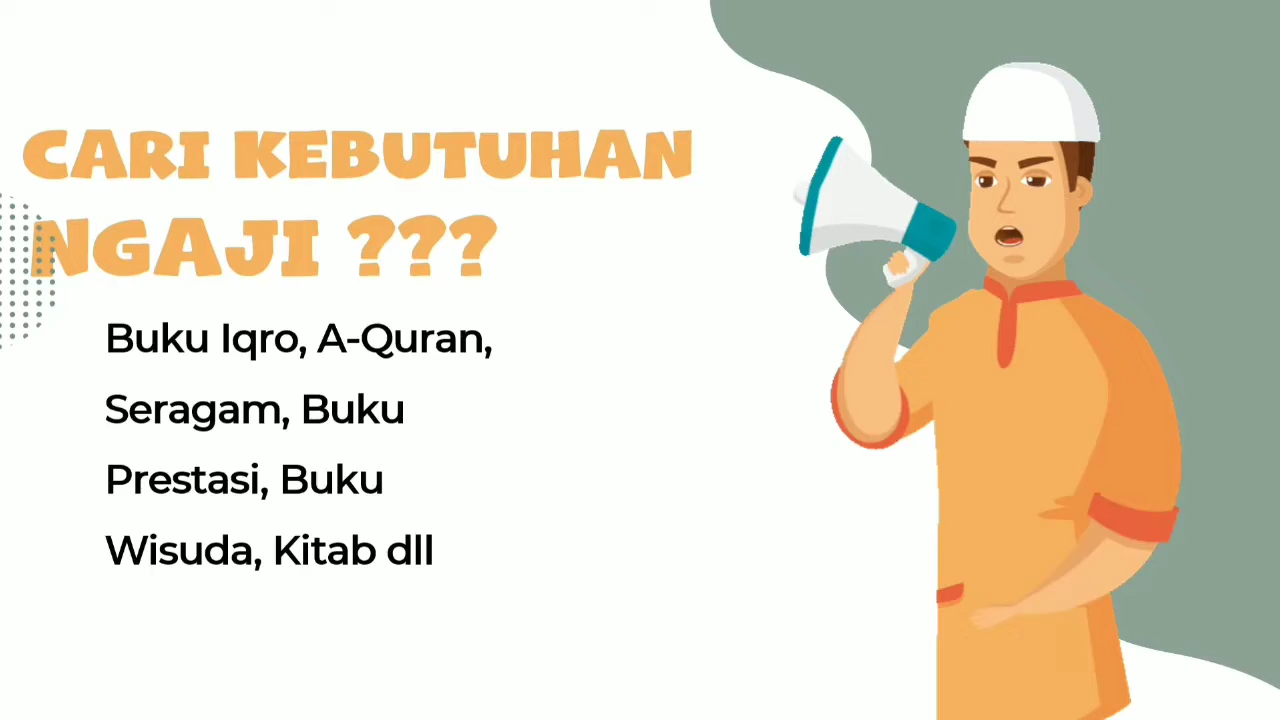 CARI KEBUTUHAN
NGAJI ???
Buku Iqro, A-Quran,
Seragam, Buku
Prestasi, Buku
Wisuda, Kitab dll